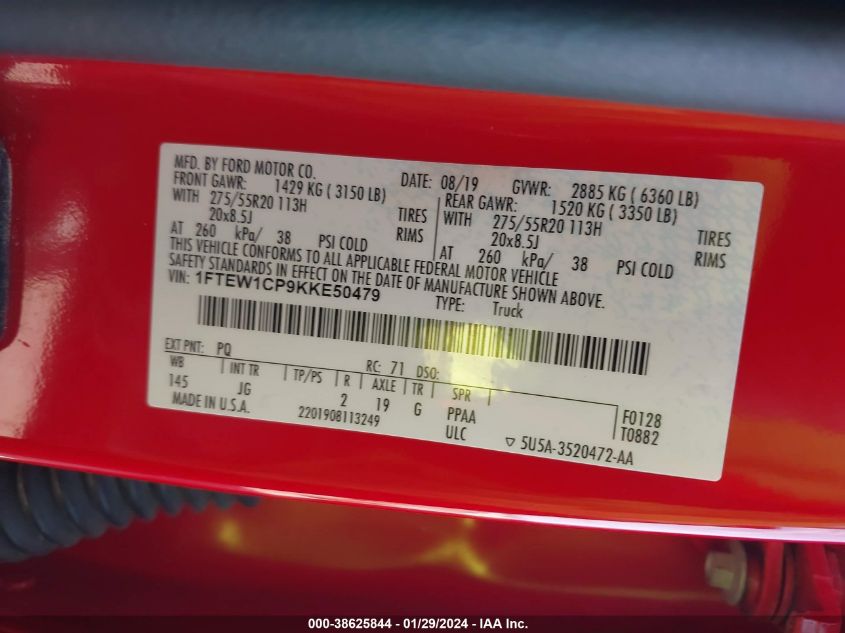 MFD. BY FORD MOTOR CO. DATE: 08/19 GVWR: 2885 KG ( 6360 LB)
FRONT GAWR: 1429 KG ( 3150 LB) REAR GAWR: 1520 KG ( 3350 LB)
WITH 275/55R20 113H TIRES WITH 275/55R20 113H TIRES
20x8.5J RIMS 20x8.5J RIMS
AT 260 kPa/ 38 PSI COLD AT 260 kPa/ 38 PSI COLD
THIS VEHICLE CONFORMS TO ALL APPLICABLE FEDERAL MOTOR VEHICLE
SAFETY STANDARDS IN EFFECT ON THE DATE OF MANUFACTURE SHOWN ABOVE.
VIN: 1FTEW1CP9KKE50479 TYPE: Truck
EXT PNT: PQ RC: 71 DSO:
WB INT TR TP/PS R AXLE TR SPR
145 JG 2 19 G PPAA F0128
MADE IN U.S.A. 2201908113249 ULC T0882
5U5A-3520472-AA
000-38625844 - 01/29/2024 - IAA Inc.